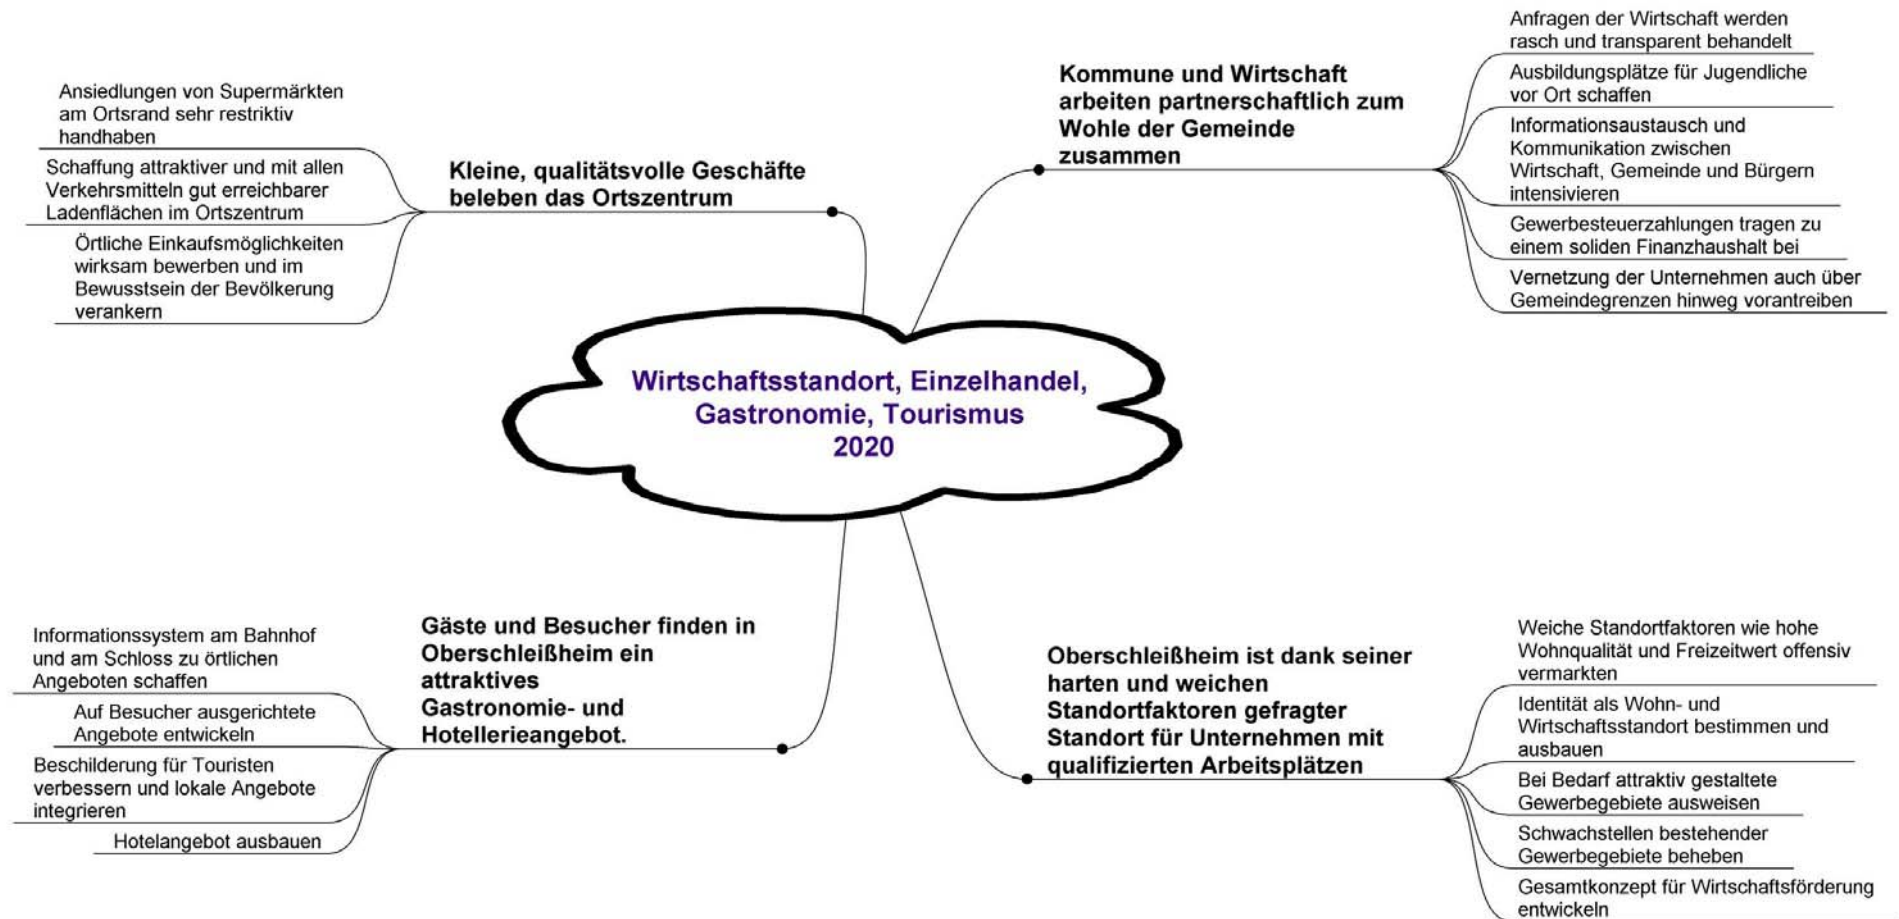 Ansiedlungen von Supermärkten
am Ortsrand sehr restriktiv
handhaben
Schaffung attraktiver und mit allen
Verkehrsmitteln gut erreichbarer
Ladenflächen im Ortszentrum
Örtliche Einkaufsmöglichkeiten
wirksam bewerben und im
Bewusstsein der Bevölkerung
verankern
Kleine, qualitätsvolle Geschäfte
beleben das Ortszentrum
Kommune und Wirtschaft
arbeiten partnerschaftlich zum
Wohle der Gemeinde
zusammen
Anfragen der Wirtschaft werden
rasch und transparent behandelt
Ausbildungsplätze für Jugendliche
vor Ort schaffen
Informationsaustausch und
Kommunikation zwischen
Wirtschaft, Gemeinde und Bürgern
intensivieren
Gewerbesteuerzahlungen tragen zu
einem soliden Finanzhaushalt bei
Vernetzung der Unternehmen auch über
Gemeindegrenzen hinweg vorantreiben
Wirtschaftsstandort, Einzelhandel,
Gastronomie, Tourismus
2020
Informationssystem am Bahnhof
und am Schloss zu örtlichen
Angeboten schaffen
Auf Besucher ausgerichtete
Angebote entwickeln
Beschilderung für Touristen
verbessern und lokale Angebote
integrieren
Hotelangebot ausbauen
Gäste und Besucher finden in
Oberschleißheim ein
attraktives
Gastronomie- und
Hotellerieangebot.
Oberschleißheim ist dank seiner
harten und weichen
Standortfaktoren gefragter
Standort für Unternehmen mit
qualifizierten Arbeitsplätzen
Weiche Standortfaktoren wie hohe
Wohnqualität und Freizeitwert offensiv
vermarkten
Identität als Wohn- und
Wirtschaftsstandort bestimmen und
ausbauen
Bei Bedarf attraktiv gestaltete
Gewerbegebiete ausweisen
Schwachstellen bestehender
Gewerbegebiete beheben
Gesamtkonzept für Wirtschaftsförderung
entwickeln